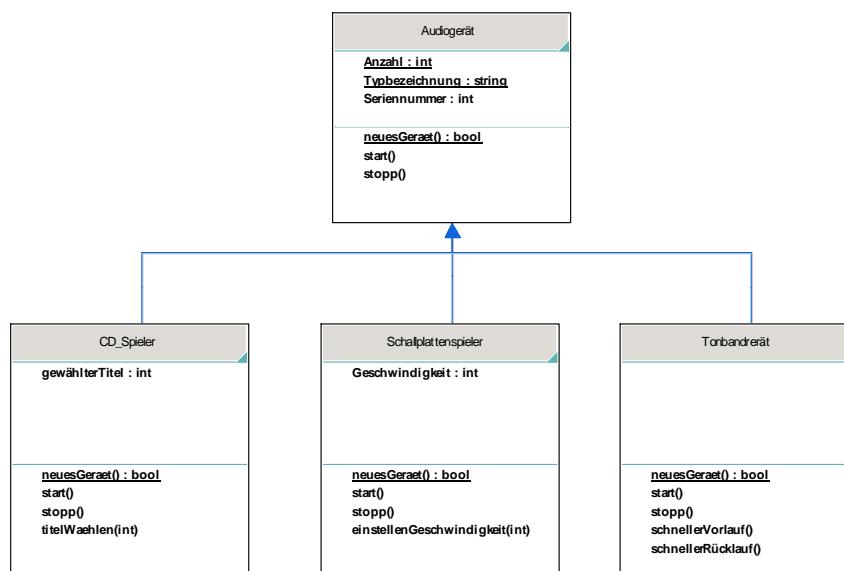 Audiogerät
Anzahl : int
Typbezeichnung : string
Seriennummer : int
neuesGeraet() : bool
start()
stopp()
CD_Spieler
gewählterTitel : int
neuesGeraet() : bool
start()
stopp()
titelWaehlen(int)
Schallplattenspieler
Geschwindigkeit : int
neuesGeraet() : bool
start()
stopp()
einstellenGeschwindigkeit(int)
Tonbandrerät
neuesGeraet() : bool
start()
stopp()
schnellerVorlauf()
schnellerRücklauf()